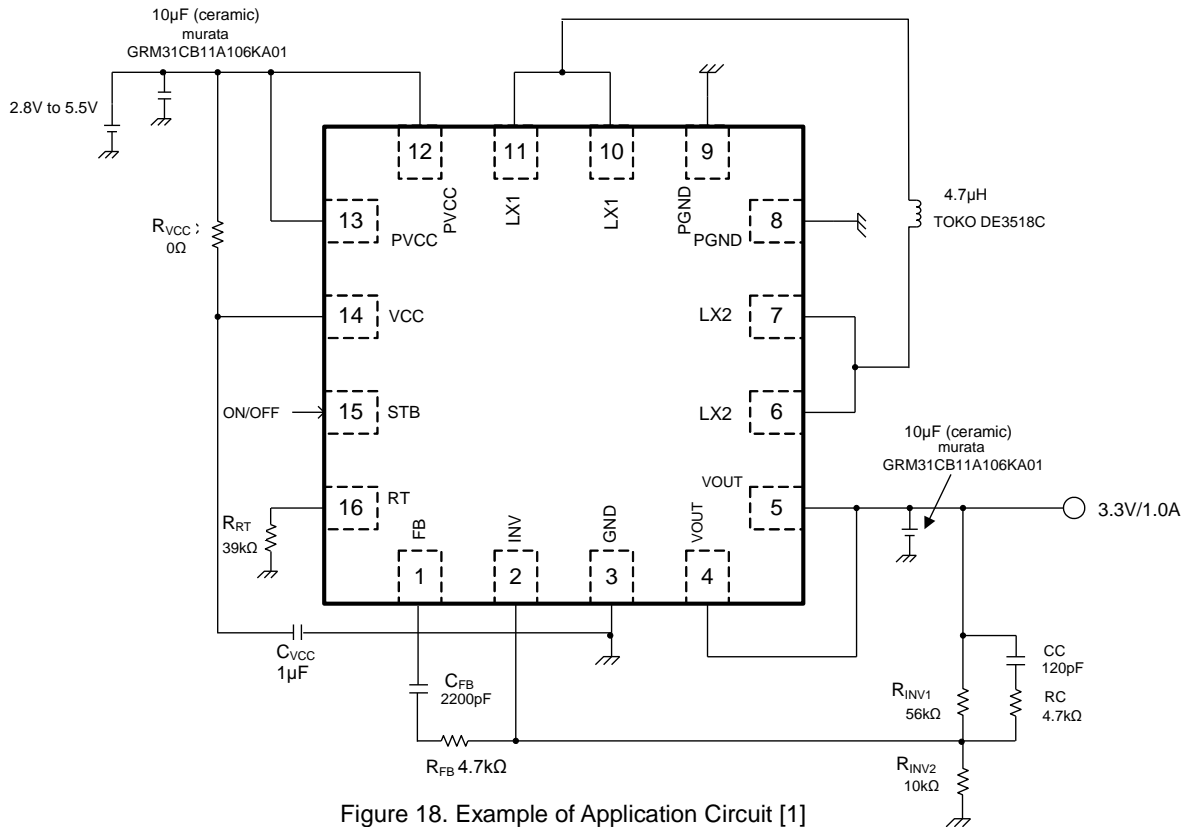 10µF (ceramic)
murata
GRM31CB11A106KA01
2.8V to 5.5V
12
11
10
9
PVCC
LX1
LX1
PGND
4.7µH
TOKO DE3518C
RVCC :
0Ω
13
PVCC
8
PGND
14
VCC
LX2
7
ON/OFF
15
STB
LX2
6
10µF (ceramic)
murata
GRM31CB11A106KA01
16
RT
VOUT
5
3.3V/1.0A
RRT
39kΩ
FB
INV
GND
VOUT
1
2
3
4
CVCC
1µF
CFB
2200pF
RINV1
56kΩ
CC
120pF
RC
4.7kΩ
RFB 4.7kΩ
RINV2
10kΩ
Figure 18. Example of Application Circuit [1]